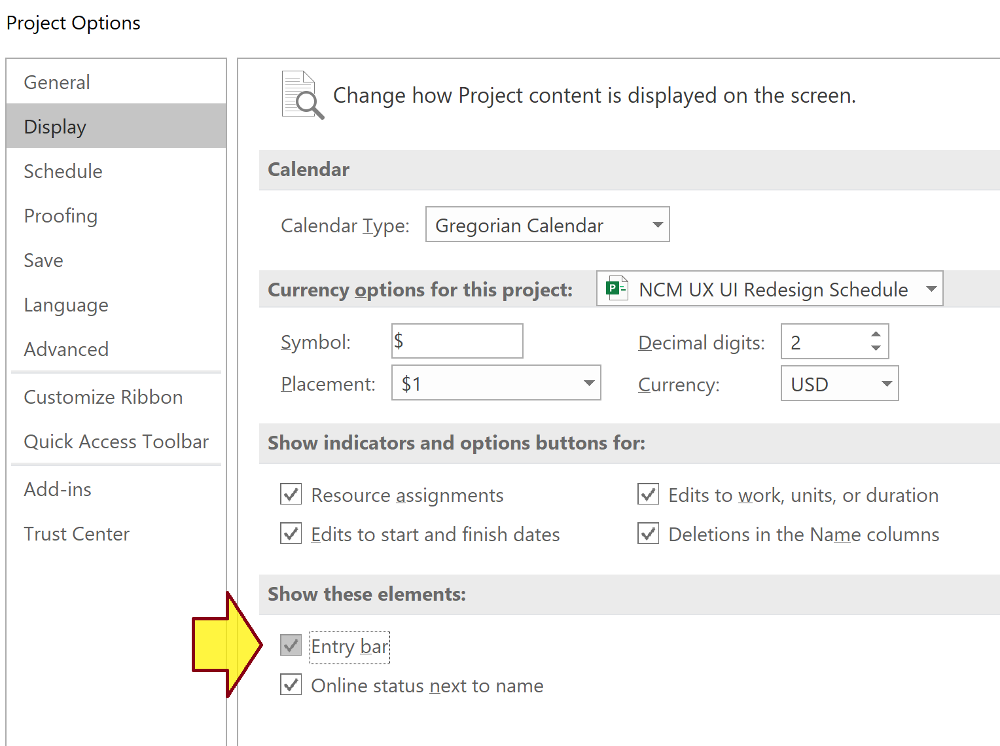 Project Options
General
Display
Schedule
Proofing
Save
Language
Advanced
Customize Ribbon
Quick Access Toolbar
Add-ins
Trust Center
Change how Project content is displayed on the screen.
Calendar
Calendar Type: Gregorian Calendar
Currency options for this project: NCM UX UI Redesign Schedule
Symbol: $ Decimal digits: 2
Placement: $1 Currency: USD
Show indicators and options buttons for:
Resource assignments Edits to work, units, or duration
Edits to start and finish dates Deletions in the Name columns
Show these elements:
Entry bar
Online status next to name